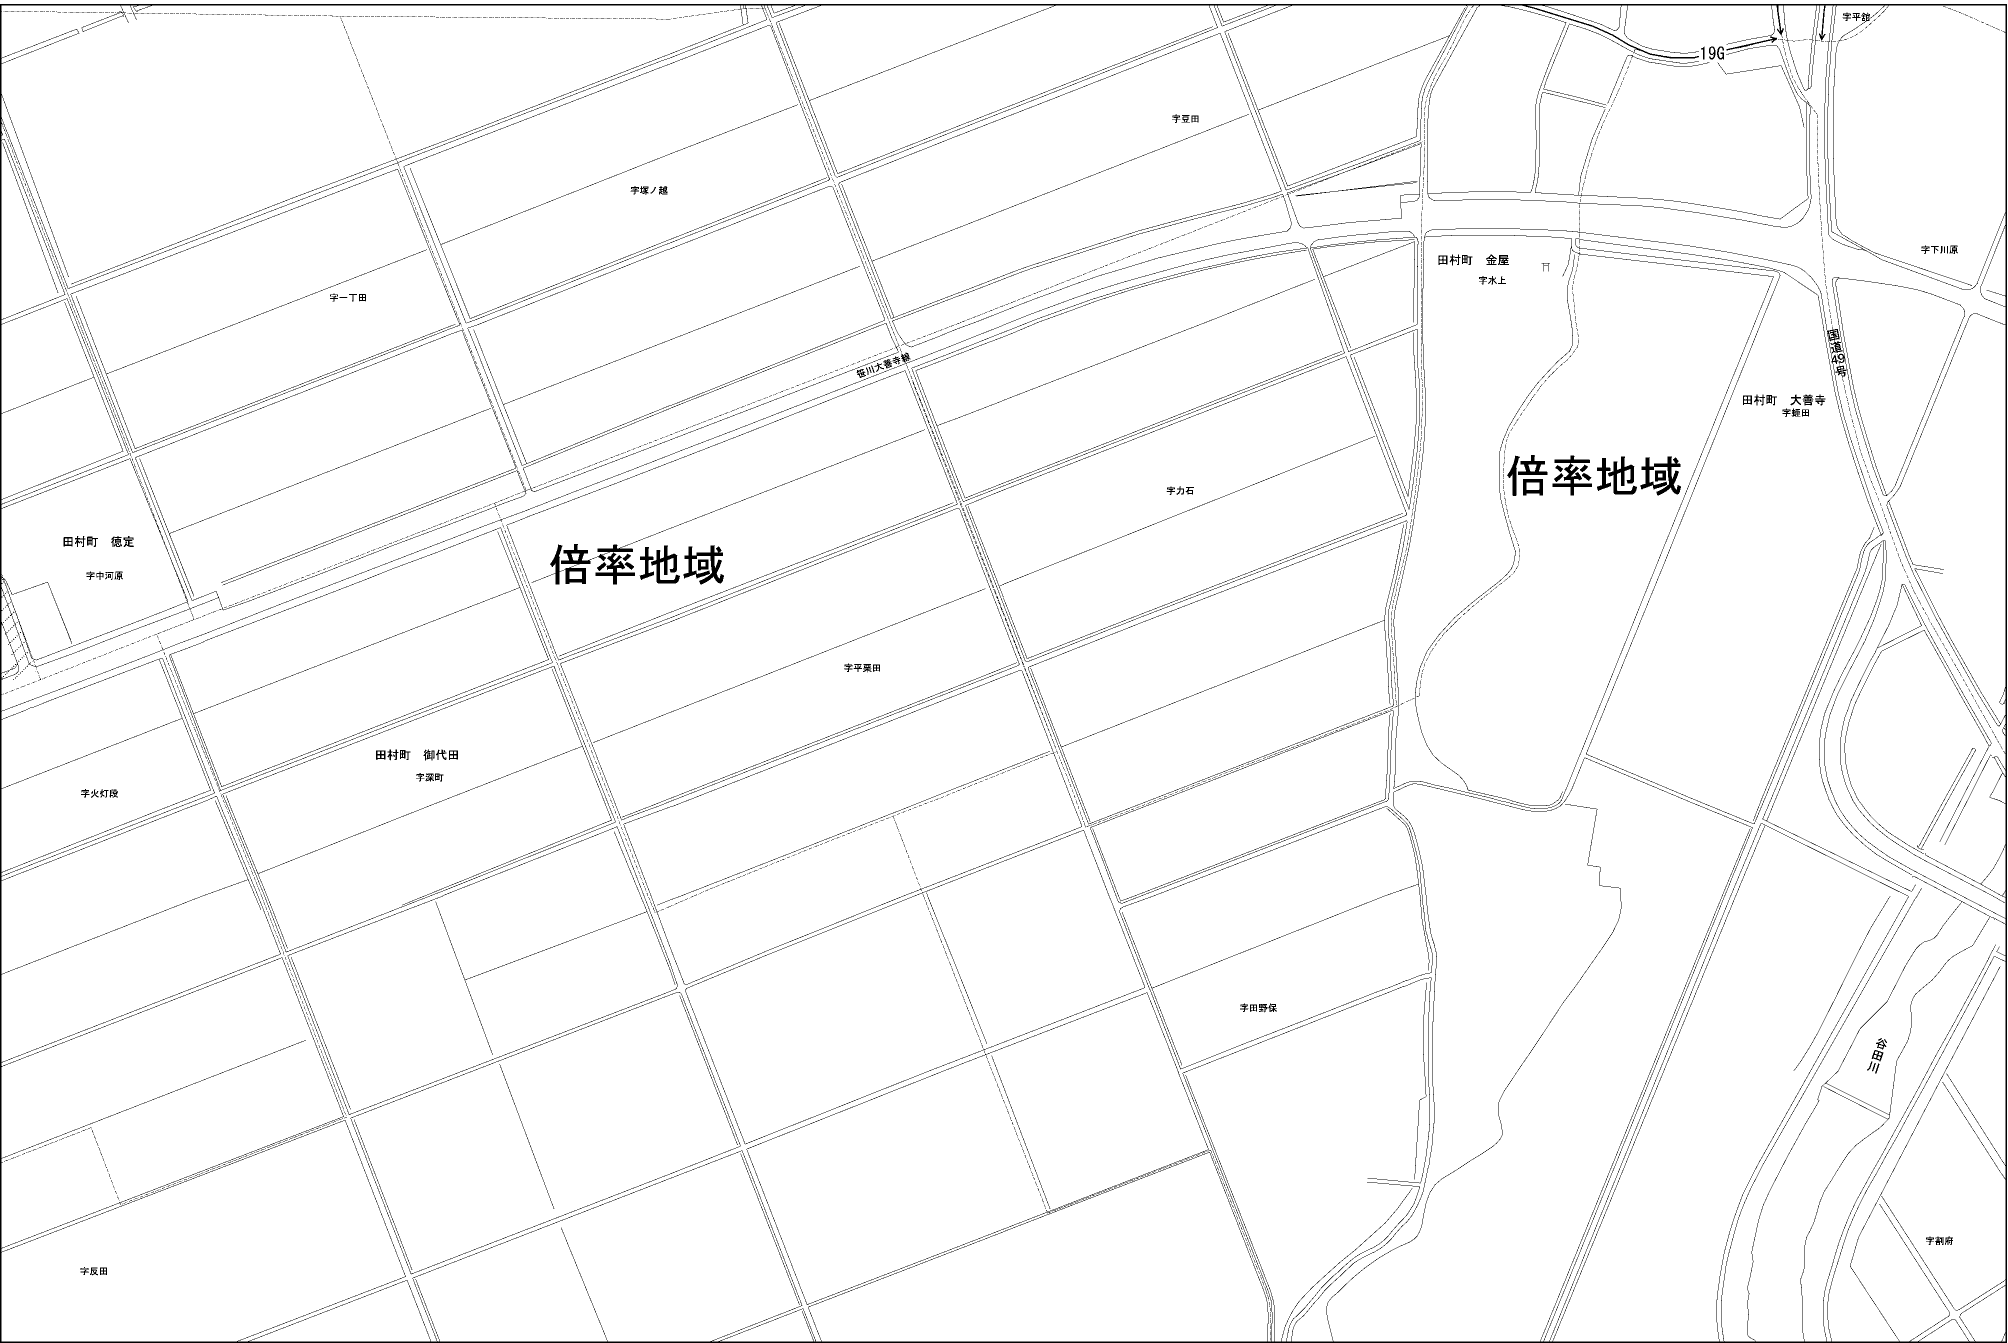 字平舘
19G
字豆田
字塚ノ越
字下川原
田村町　金屋
字水上
字一丁田
国道49号
笹川大善寺線
田村町　大善寺
字蛭田
倍率地域
字力石
田村町　徳定
字中河原
倍率地域
字平栗田
田村町　御代田
字深町
字火灯段
字田野保
谷田川
字割府
字反田